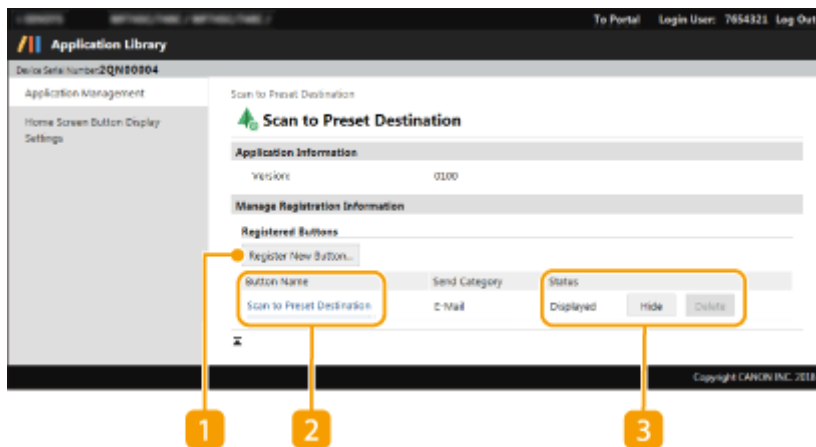 To Portal Login User: 7654321 Log Out
Application Library
Device Serial Number:2QN00004
Application Management
Home Screen Button Display
Settings
Scan to Preset Destination
Scan to Preset Destination
Application Information
Version: 0100
Manage Registration Information
Registered Buttons
Register New Button...
Button Name Send Category Status
Scan to Preset Destination E-Mail Displayed Hide Delete
Copyright CANON INC. 2018
1 2 3